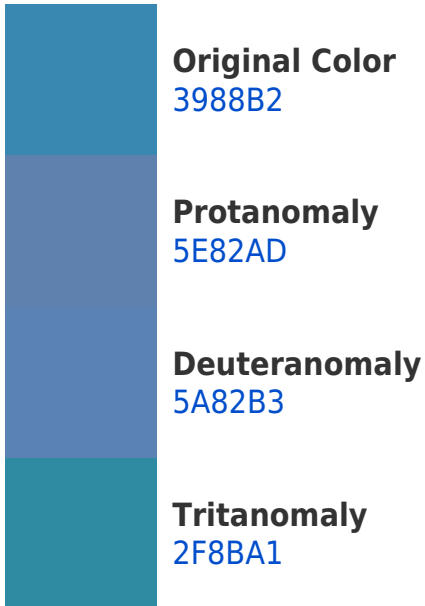 Original Color
3988B2
Protanomaly
5E82AD
Deuteranomaly
5A82B3
Tritanomaly
2F8BA1